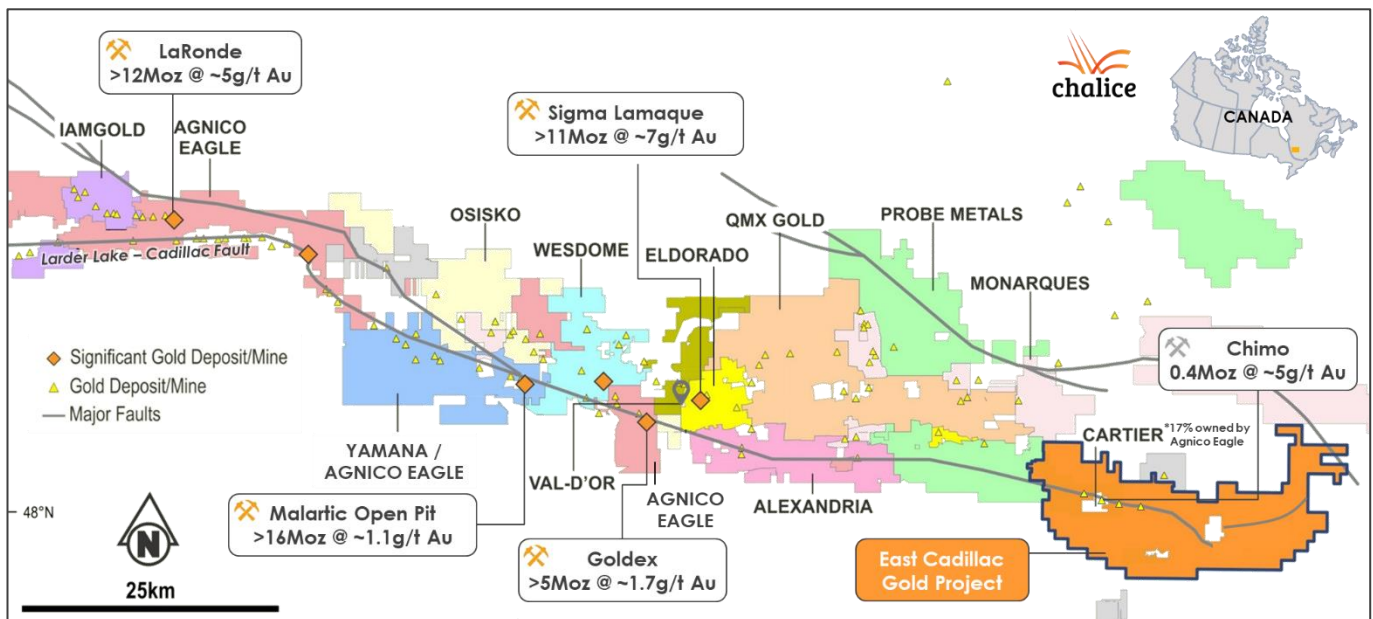 LaRonde
>12Moz @ ~5g/t Au
chalice
CANADA
Sigma Lamaque
>11Moz @ ~7g/t Au
IAMGOLD
AGNICO
EAGLE
OSISKO
WESDOME
ELDORADO
QMX GOLD
PROBE METALS
MONARQUES
Larder Lake – Cadillac Fault
Significant Gold Deposit/Mine
Gold Deposit/Mine
Major Faults
Chimo
0.4Moz @ ~5g/t Au
CARTIER
*17% owned by
Agnico Eagle
YAMANA /
AGNICO EAGLE
VAL-D'OR
AGNICO
EAGLE
ALEXANDRIA
48°N
N
25km
Malartic Open Pit
>16Moz @ ~1.1g/t Au
Goldex
>5Moz @ ~1.7g/t Au
East Cadillac
Gold Project